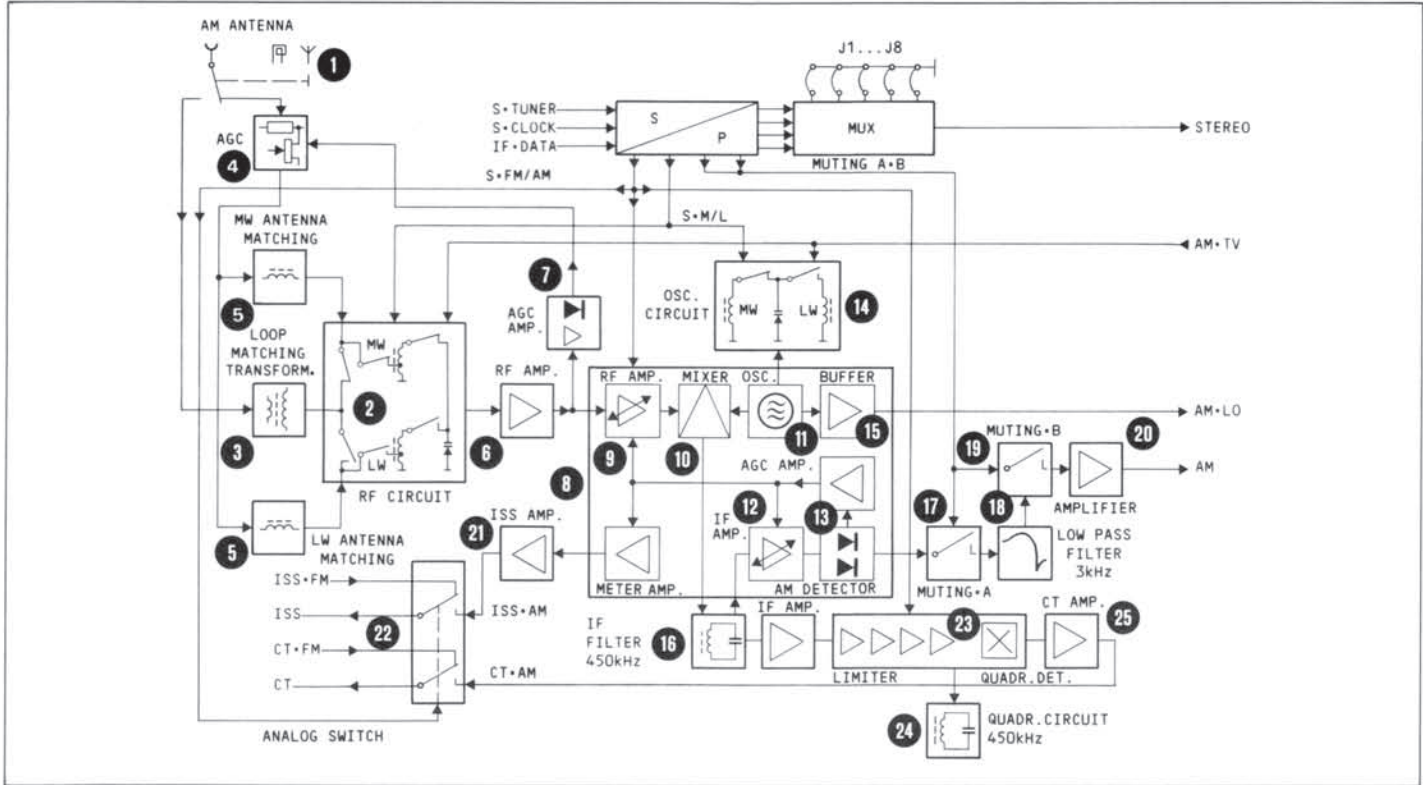 AM ANTENNA
1
J1...J8
S•TUNER
S•CLOCK
IF•DATA
S
P
MUX
STEREO
AGC
4
MUTING A•B
S•FM/AM
S•M/L
MW ANTENNA
MATCHING
AM•TV
7
5
AGC
AMP.
OSC.
CIRCUIT
MW
LW
14
LOOP
MATCHING
TRANSFORM.
MW
2
LW
3
RF AMP.
6
RF AMP.
MIXER
OSC.
BUFFER
AM•LO
9
10
11
15
8
AGC AMP.
19
MUTING•B
L
20
AM
RF CIRCUIT
5
LW ANTENNA
MATCHING
21
ISS AMP.
12
IF
AMP.
13
17
18
AMPLIFIER
L
LOW PASS
FILTER
3kHz
METER AMP.
AM DETECTOR
MUTING•A
ISS•FM
ISS
22
CT•FM
CT
ISS•AM
CT•AM
IF
FILTER
450kHz
16
IF AMP.
23
CT AMP.
25
LIMITER
QUADR.DET.
ANALOG SWITCH
24
QUADR.CIRCUIT
450kHz